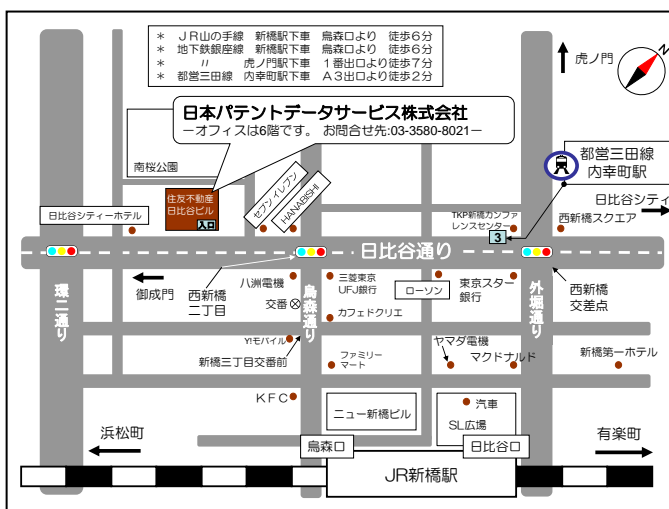 ＊　ＪＲ山の手線　新橋駅下車　烏森口より　徒歩６分
＊　地下鉄銀座線　新橋駅下車　烏森口より　徒歩６分
＊　　　〃　　　虎ノ門駅下車　１番出口より徒歩７分
＊　都営三田線　内幸町駅下車　Ａ３出口より徒歩２分
虎ノ門
N
日本パテントデータサービス株式会社
－オフィスは6階です。 お問合せ先:03-3580-8021－
南桜公園
都営三田線
内幸町駅
住友不動産
日比谷ビル
入口
セブンイレブン
HANABISHI
日比谷シティ
日比谷シティーホテル
TKP新橋カンファ
レンスセンター
西新橋スクエア
3
日比谷通り
御成門
西新橋
二丁目
八洲電機
交番
三菱東京
UFJ銀行
カフェドクリエ
ローソン
東京スター
銀行
西新橋
交差点
環二通り
烏森通り
外堀通り
Y!モバイル
新橋三丁目交番前
ファミリー
マート
ヤマダ電機
マクドナルド
新橋第一ホテル
ＫＦＣ
ニュー新橋ビル
汽車
SL広場
浜松町
烏森口
日比谷口
有楽町
JR新橋駅